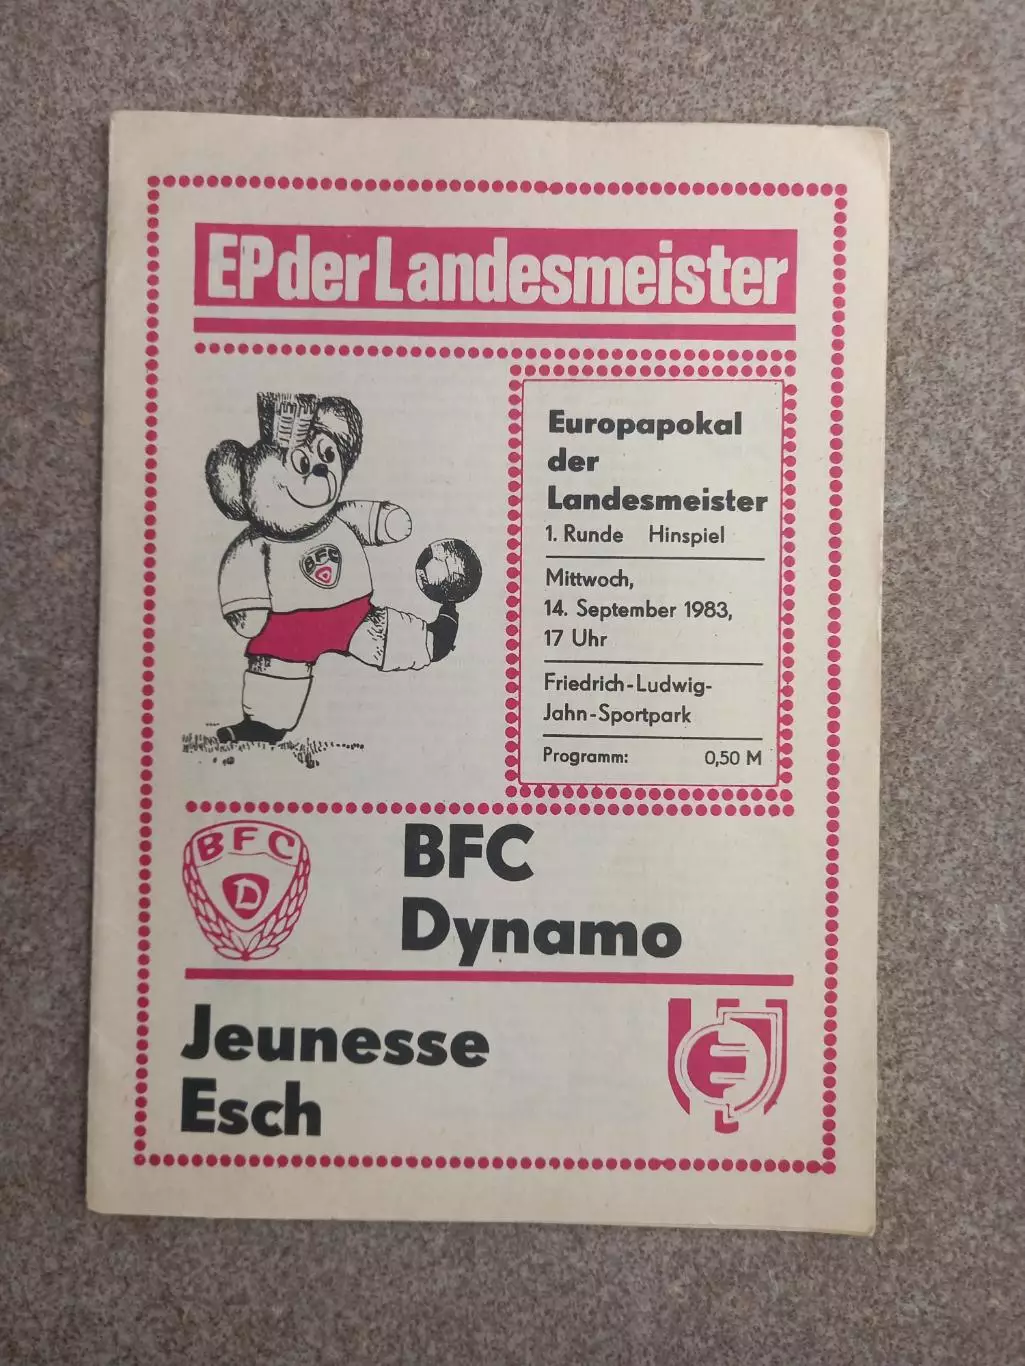 EP der Landesmeister
Europapokal
der
Landesmeister
1. Runde Hinspiel
Mittwoch,
14. September 1983,
17 Uhr
Friedrich-Ludwig-
Jahn-Sportpark
Programm: 0,50 M
BFC
D
BFC
D
BFC
Dynamo
Jeunesse
Esch